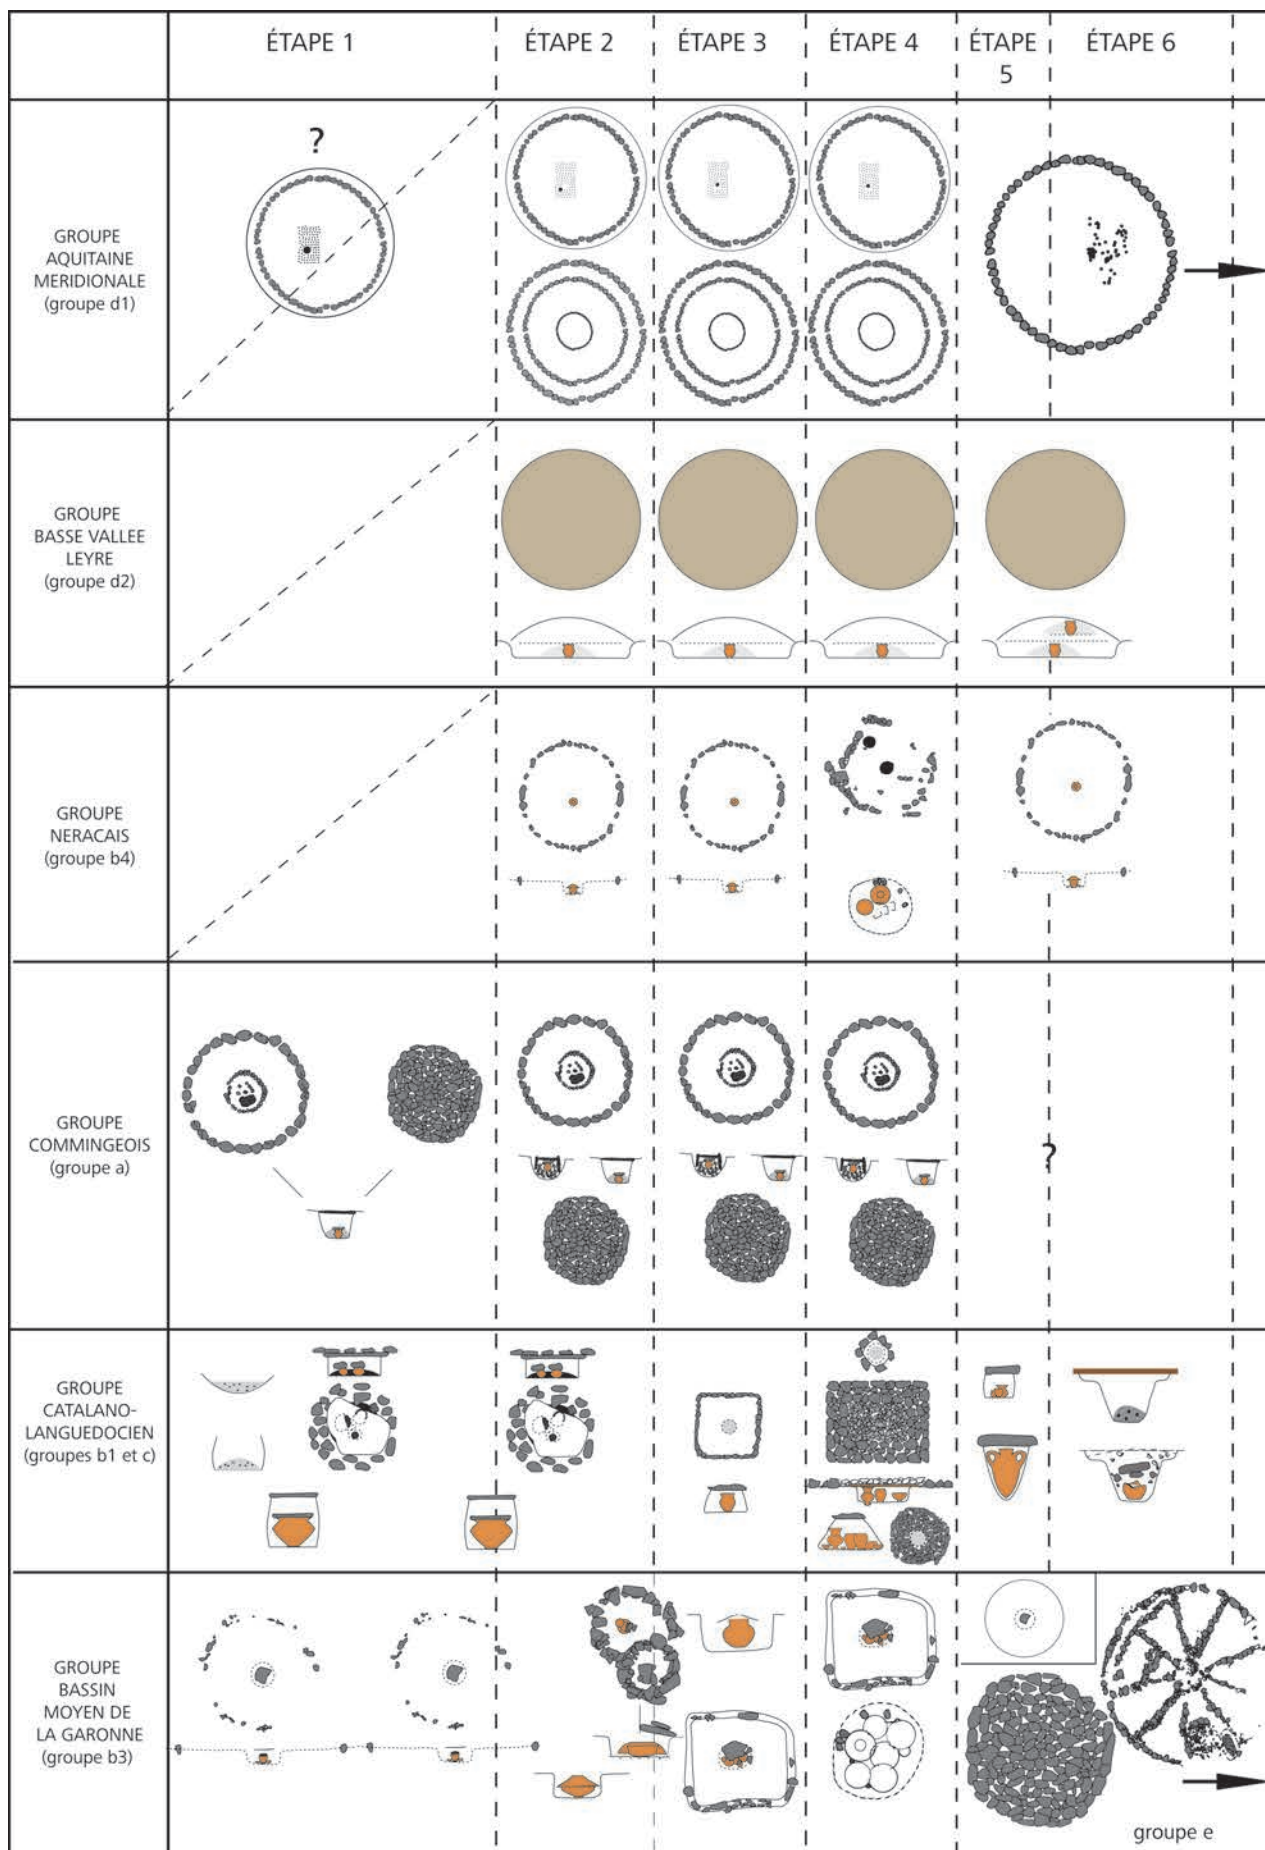 ÉTAPE 1
ÉTAPE 2
ÉTAPE 3
ÉTAPE 4
ÉTAPE
5
ÉTAPE 6
GROUPE
AQUITAINE
MERIDIONALE
(groupe d1)
?
GROUPE
BASSE VALLEE
LEYRE
(groupe d2)
GROUPE
NERACAIS
(groupe b4)
GROUPE
COMMINGEOIS
(groupe a)
?
GROUPE
CATALANO-
LANGUEDOCIEN
(groupes b1 et c)
GROUPE
BASSIN
MOYEN DE
LA GARONNE
(groupe b3)
groupe e